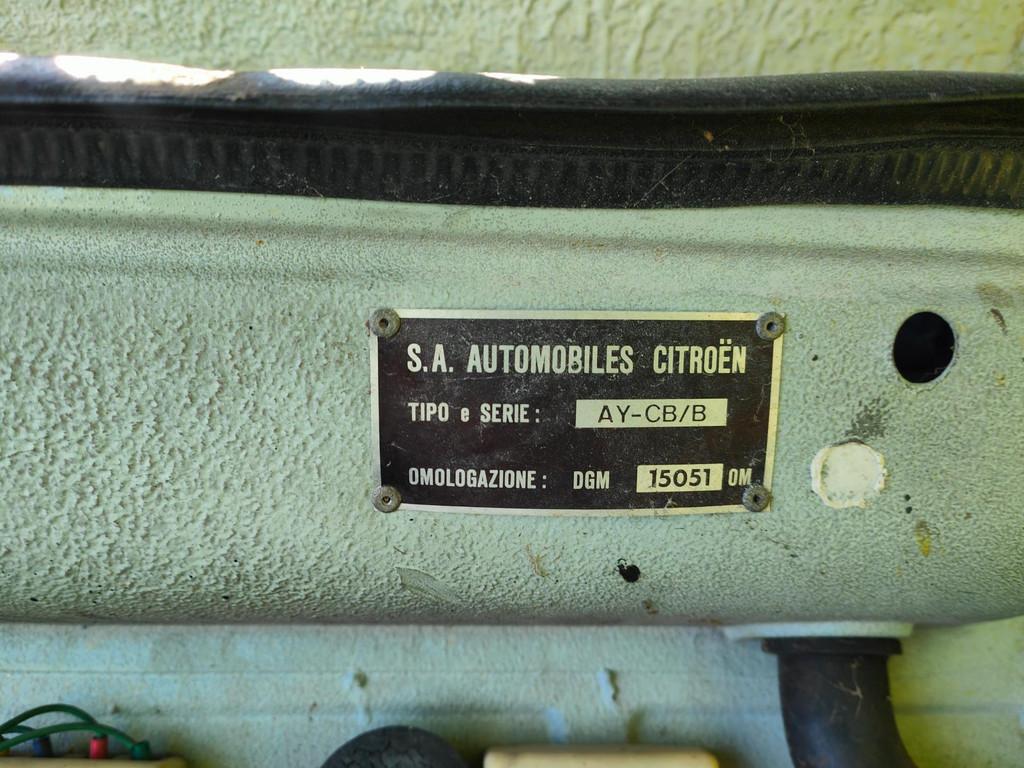 S.A. AUTOMOBILES CITROËN
TIPO e SERIE: AY-CB/B
OMOLOGAZIONE: DGM 15051 OM